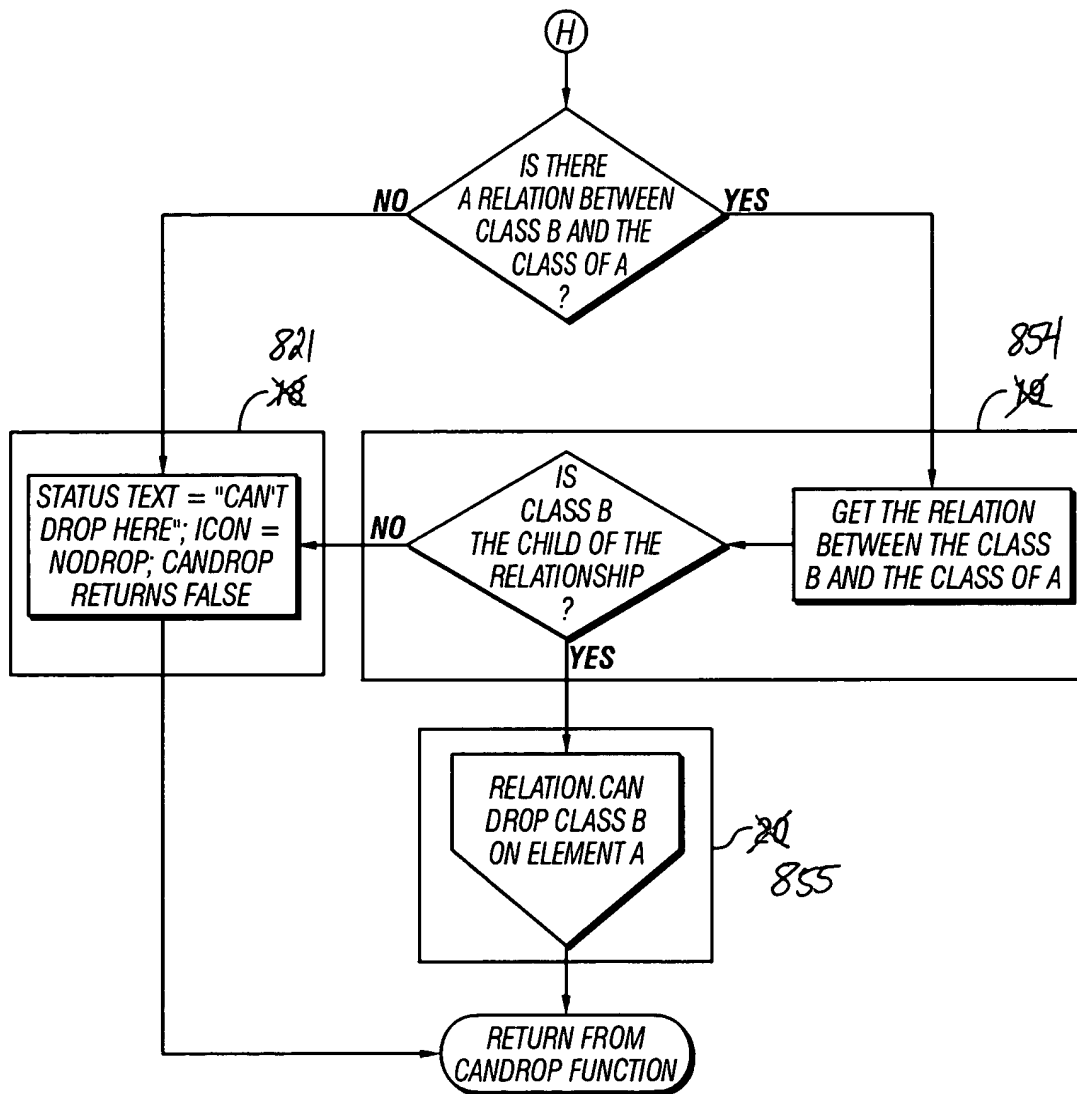 H
IS THERE
A RELATION BETWEEN
CLASS B AND THE
CLASS OF A
?
NO
YES
821
18
854
19
STATUS TEXT = "CAN'T
DROP HERE"; ICON =
NODROP; CANDROP
RETURNS FALSE
NO
IS
CLASS B
THE CHILD OF THE
RELATIONSHIP
?
YES
GET THE RELATION
BETWEEN THE CLASS
B AND THE CLASS OF A
RELATION.CAN
DROP CLASS B
ON ELEMENT A
20
855
RETURN FROM
CANDROP FUNCTION